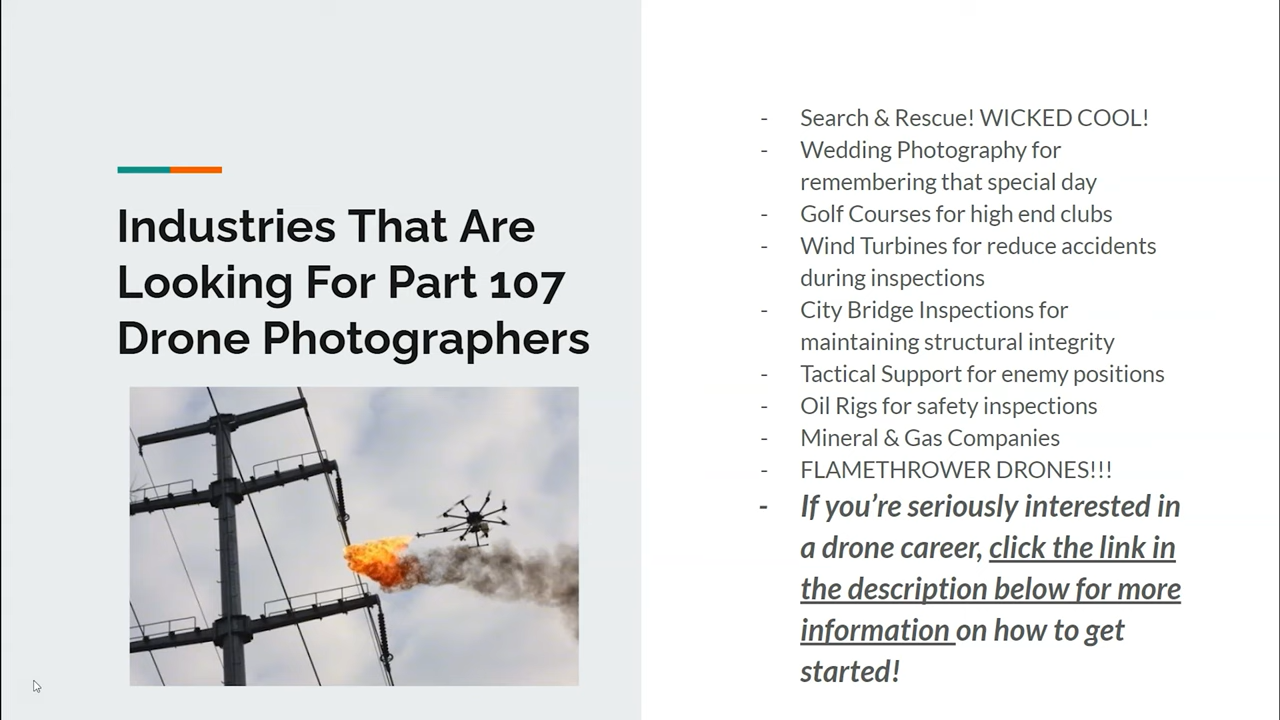 Industries That Are
Looking For Part 107
Drone Photographers
- Search & Rescue! WICKED COOL!
- Wedding Photography for
remembering that special day
- Golf Courses for high end clubs
- Wind Turbines for reduce accidents
during inspections
- City Bridge Inspections for
maintaining structural integrity
- Tactical Support for enemy positions
- Oil Rigs for safety inspections
- Mineral & Gas Companies
- FLAMETHROWER DRONES!!!
- If you’re seriously interested in
a drone career, click the link in
the description below for more
information on how to get
started!